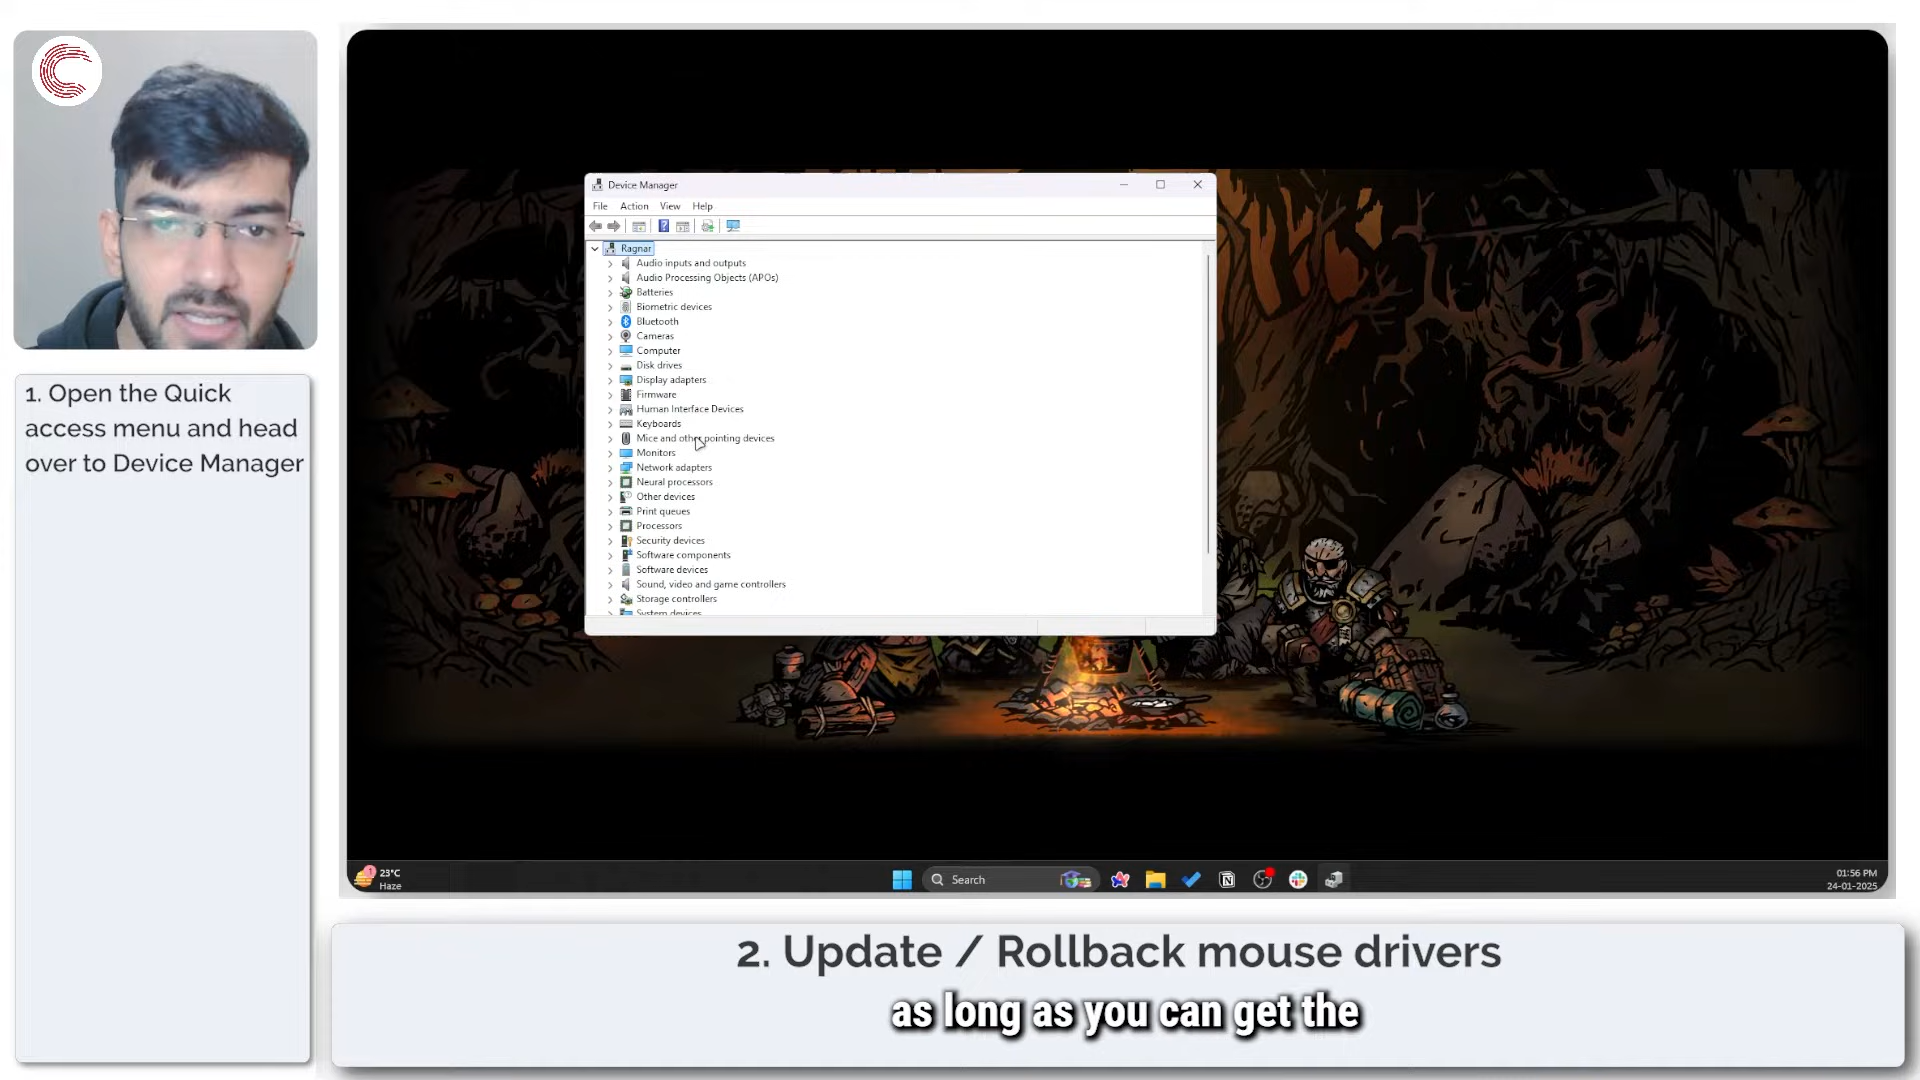 1. Open the Quick
access menu and head
over to Device Manager
Device Manager
File Action View Help
Ragnar
Audio inputs and outputs
Audio Processing Objects (APOs)
Batteries
Biometric devices
Bluetooth
Cameras
Computer
Disk drives
Display adapters
Firmware
Human Interface Devices
Keyboards
Mice and other pointing devices
Monitors
Network adapters
Neural processors
Other devices
Print queues
Processors
Security devices
Software components
Software devices
Sound, video and game controllers
Storage controllers
System devices
1
23°C
Haze
Search
01:56 PM
24-01-2025
2. Update / Rollback mouse drivers
as long as you can get the